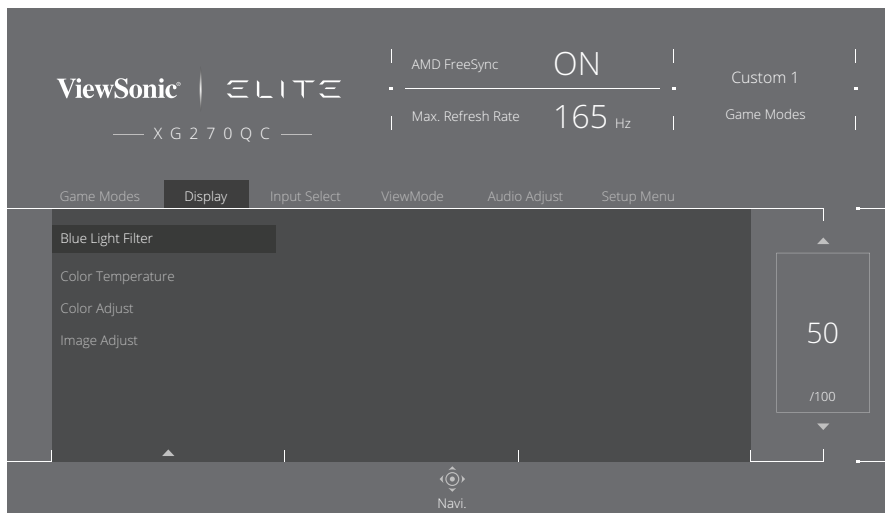 ViewSonic® ELITE
XG270QC
AMD FreeSync ON
Max. Refresh Rate 165 Hz
Custom 1
Game Modes
Game Modes Display Input Select ViewMode Audio Adjust Setup Menu
Blue Light Filter
Color Temperature
Color Adjust
Image Adjust
50
/100
Navi.